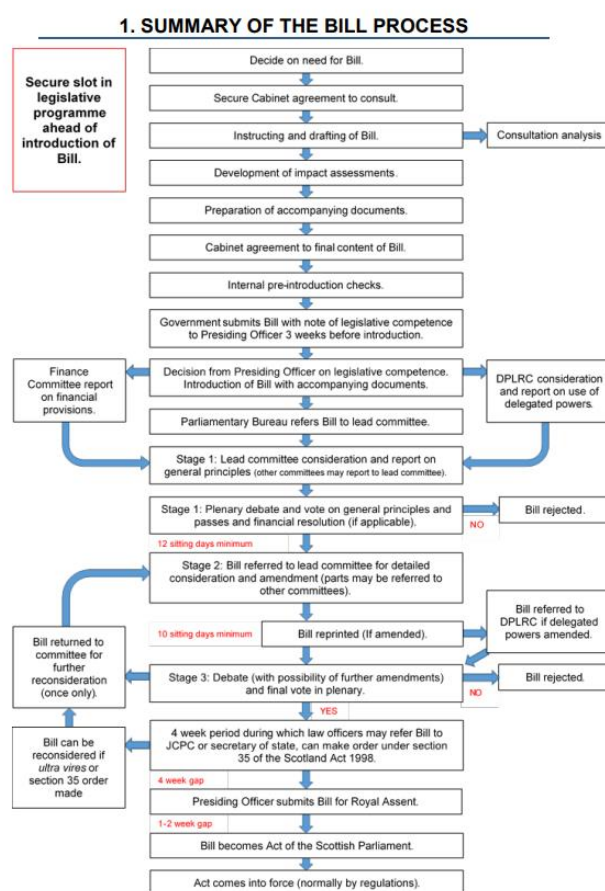 1. SUMMARY OF THE BILL PROCESS
Secure slot in
legislative
programme
ahead of
introduction of
Bill.
Decide on need for Bill.
Secure Cabinet agreement to consult.
Instructing and drafting of Bill.
Consultation analysis
Development of impact assessments.
Preparation of accompanying documents.
Cabinet agreement to final content of Bill.
Internal pre-introduction checks.
Government submits Bill with note of legislative competence
to Presiding Officer 3 weeks before introduction.
Finance
Committee report
on financial
provisions.
Decision from Presiding Officer on legislative competence.
Introduction of Bill with accompanying documents.
DPLRC consideration
and report on use of
delegated powers.
Parliamentary Bureau refers Bill to lead committee.
Stage 1: Lead committee consideration and report on
general principles (other committees may report to lead committee).
Stage 1: Plenary debate and vote on general principles and
passes and financial resolution (if applicable).
NO
Bill rejected.
12 sitting days minimum
Stage 2: Bill referred to lead committee for detailed
consideration and amendment (parts may be referred to
other committees).
Bill returned to
committee for
further
reconsideration
(once only).
10 sitting days minimum
Bill reprinted (If amended).
Bill referred to
DPLRC if delegated
powers amended.
Stage 3: Debate (with possibility of further amendments)
and final vote in plenary.
NO
Bill rejected.
YES
Bill can be
reconsidered if
ultra vires or
section 35 order
made
4 week period during which law officers may refer Bill to
JCPC or secretary of state, can make order under section
35 of the Scotland Act 1998.
4 week gap
Presiding Officer submits Bill for Royal Assent.
1-2 week gap
Bill becomes Act of the Scottish Parliament.
Act comes into force (normally by regulations).